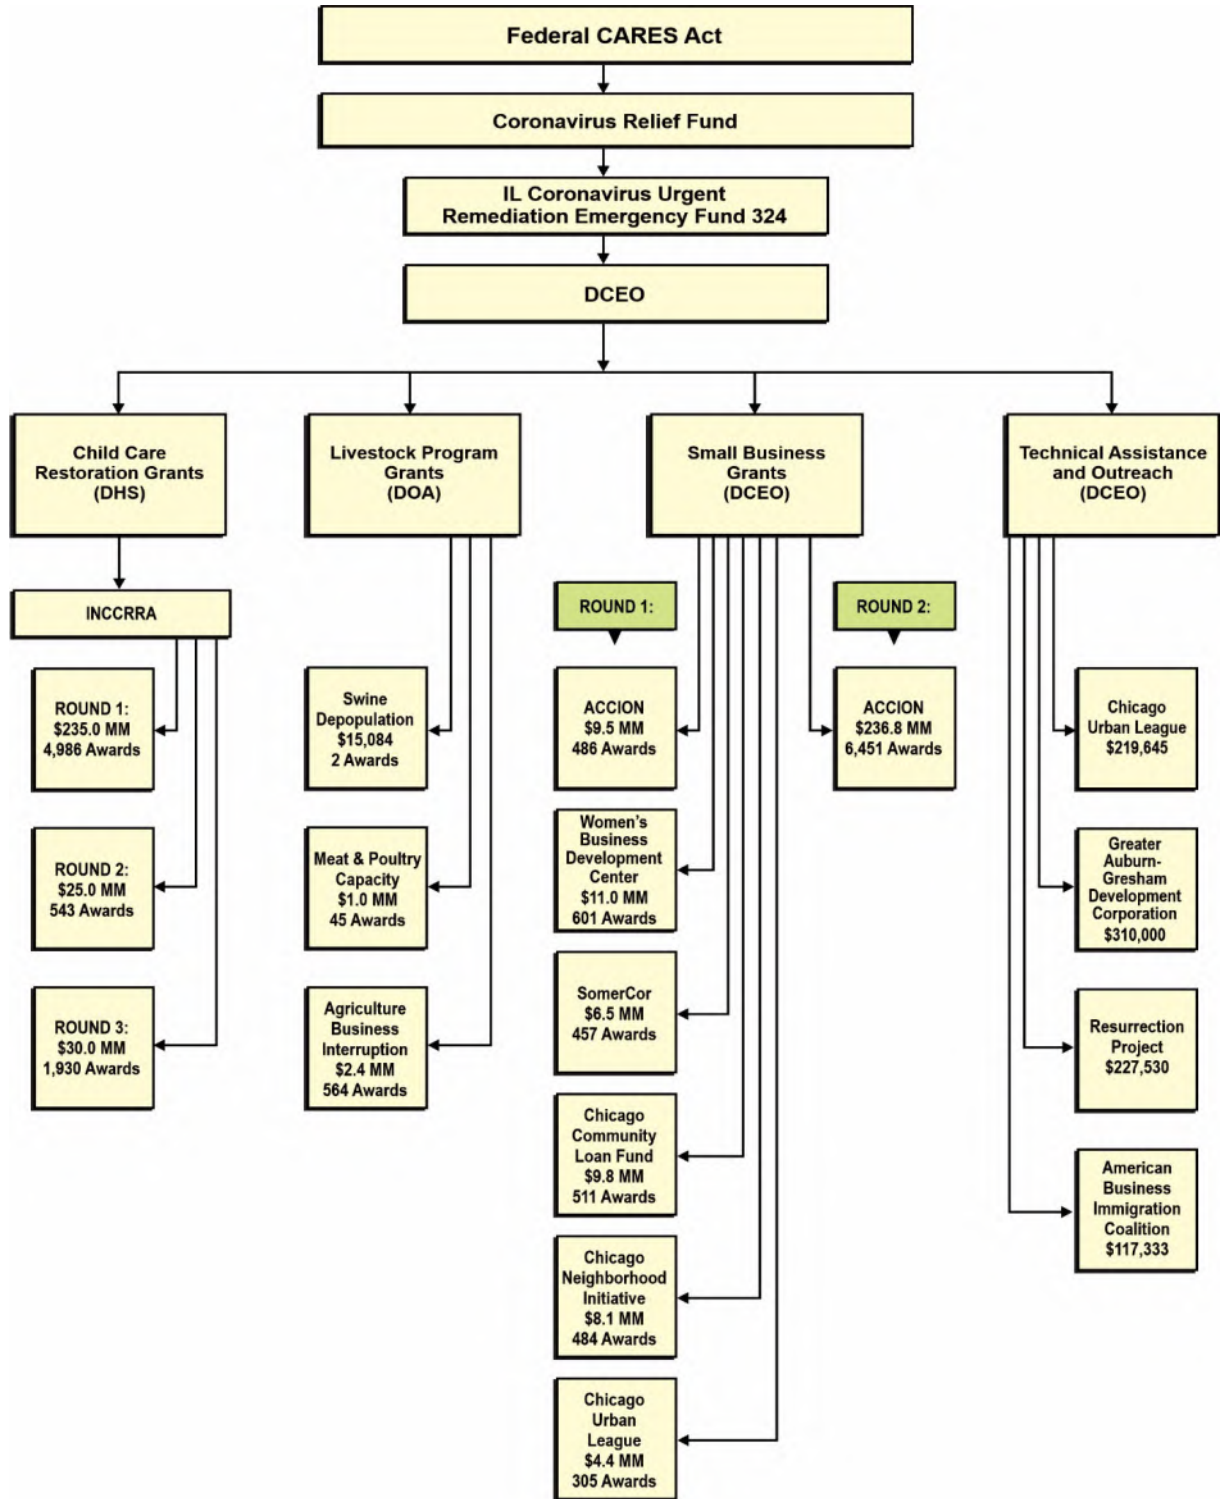 Federal CARES Act
Coronavirus Relief Fund
IL Coronavirus Urgent
Remediation Emergency Fund 324
DCEO
Child Care
Restoration Grants
(DHS)
Livestock Program
Grants
(DOA)
Small Business
Grants
(DCEO)
Technical Assistance
and Outreach
(DCEO)
INCCRRA
ROUND 1:
$235.0 MM
4,986 Awards
ROUND 2:
$25.0 MM
543 Awards
ROUND 3:
$30.0 MM
1,930 Awards
Swine
Depopulation
$15,084
2 Awards
Meat & Poultry
Capacity
$1.0 MM
45 Awards
Agriculture
Business
Interruption
$2.4 MM
564 Awards
ROUND 1:
ACCION
$9.5 MM
486 Awards
Women's
Business
Development
Center
$11.0 MM
601 Awards
SomerCor
$6.5 MM
457 Awards
Chicago
Community
Loan Fund
$9.8 MM
511 Awards
Chicago
Neighborhood
Initiative
$8.1 MM
484 Awards
Chicago
Urban
League
$4.4 MM
305 Awards
ROUND 2:
ACCION
$236.8 MM
6,451 Awards
Chicago
Urban League
$219,645
Greater
Auburn-
Gresham
Development
Corporation
$310,000
Resurrection
Project
$227,530
American
Business
Immigration
Coalition
$117,333